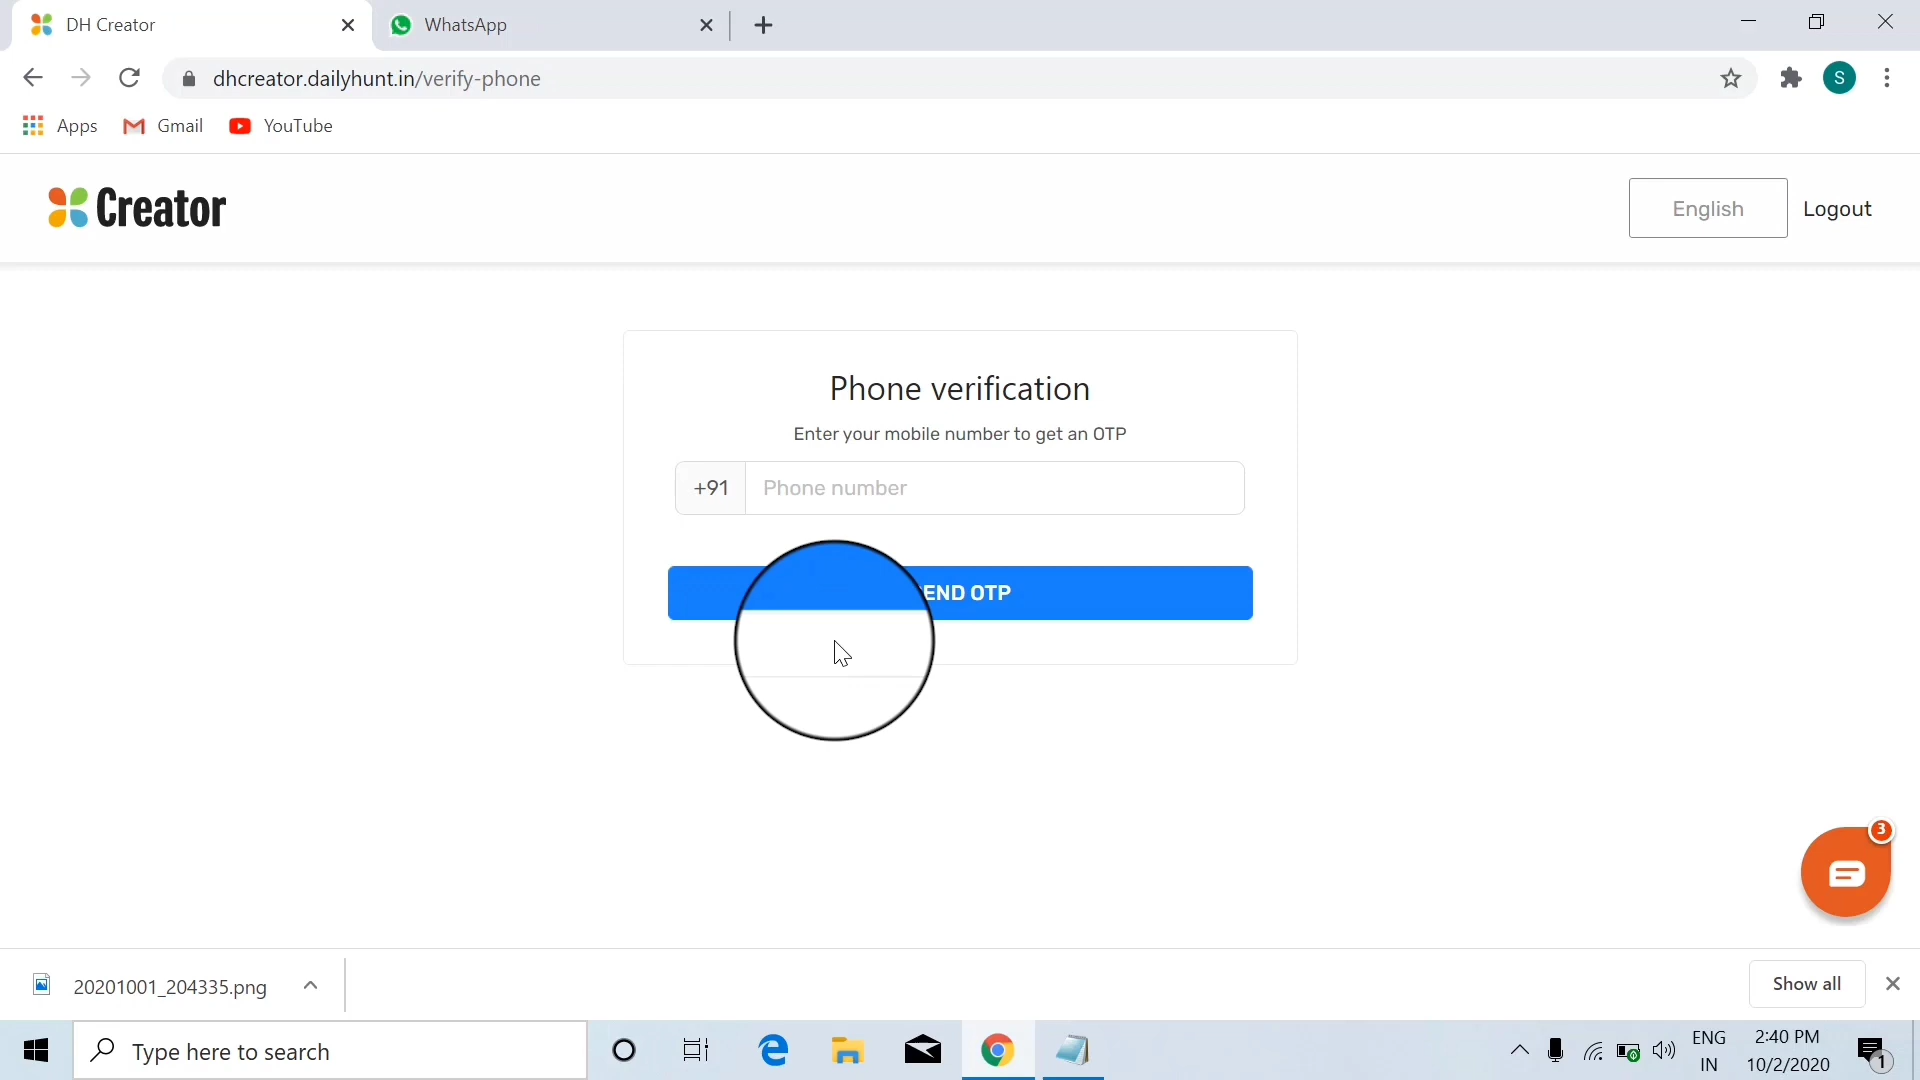 DH Creator
WhatsApp
dhcreator.dailyhunt.in/verify-phone
S
Apps
Gmail
YouTube
Creator
English
Logout
Phone verification
Enter your mobile number to get an OTP
+91
Phone number
END OTP
3
20201001_204335.png
Show all
Type here to search
ENG
IN
2:40 PM
10/2/2020
1